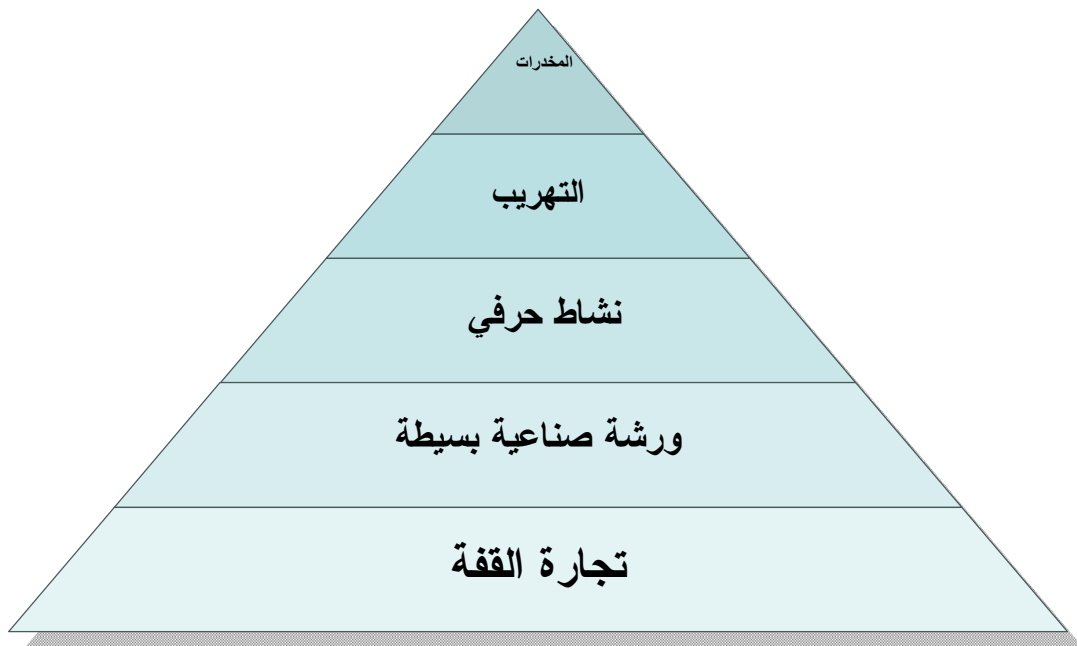 المخدرات
التهريب
نشاط حرفي
ورشة صناعية بسيطة
تجارة القفة